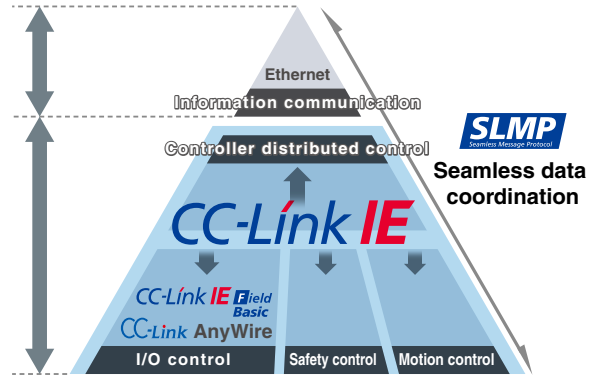 Ethernet
Information communication
Controller distributed control
SLMP
Seamless Message Protocol
Seamless data
coordination
CC-Link IE
CC-Link IE Field
Basic
CC-Link AnyWire
I/O control
Safety control
Motion control